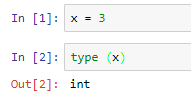 In [1]: x = 3
In [2]: type (x)
Out[2]: int